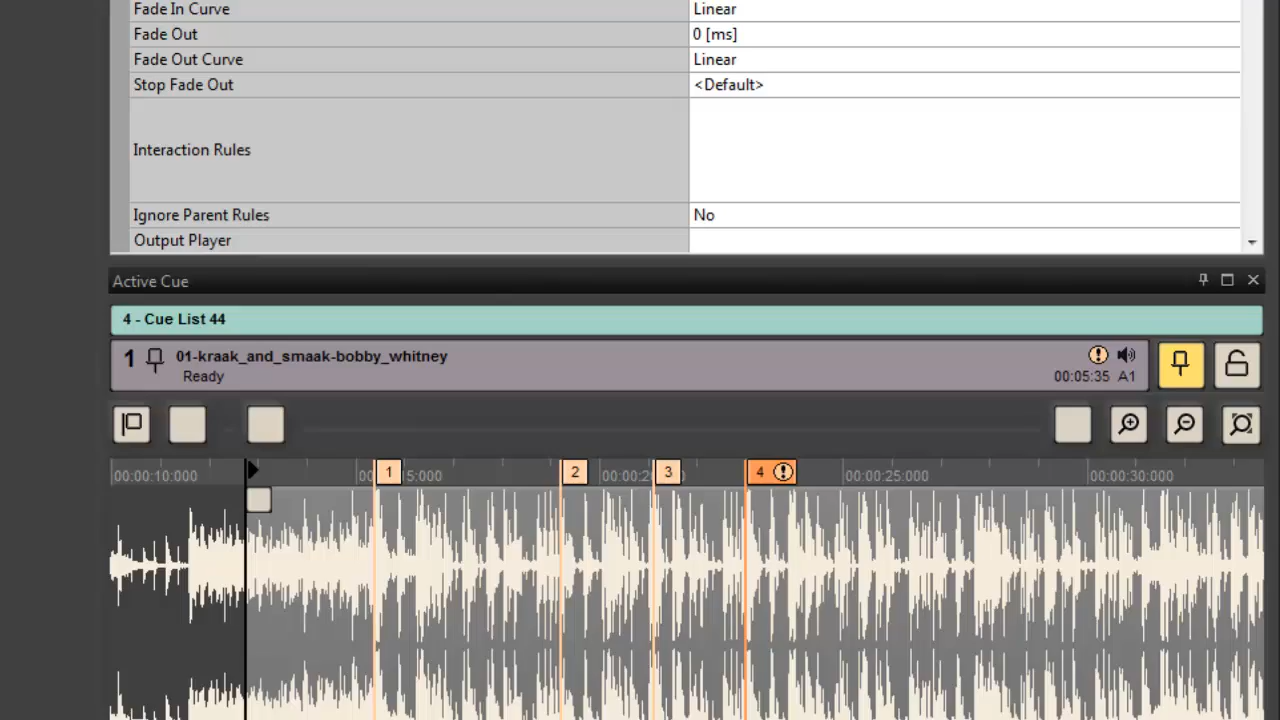 Fade In Curve Linear
Fade Out 0 [ms]
Fade Out Curve Linear
Stop Fade Out <Default>
Interaction Rules
Ignore Parent Rules No
Output Player
Active Cue
4 - Cue List 44
1 01-kraak_and_smaak-bobby_whitney
Ready 00:05:35 A1
00:00:10:000 1 5:000 2 3 4 00:00:25:000 00:00:30:000